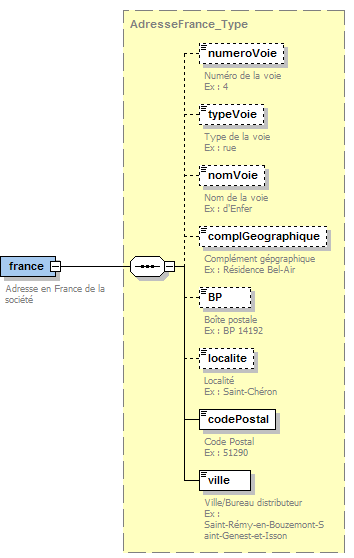 AdresseFrance_Type
numeroVoie
Numéro de la voie
Ex : 4
typeVoie
Type de la voie
Ex : rue
nomVoie
Nom de la voie
Ex : d'Enfer
complGeographique
Complément gépgraphique
Ex : Résidence Bel-Air
france
Adresse en France de la
société
BP
Boîte postale
Ex : BP 14192
localite
Localité
Ex : Saint-Chéron
codePostal
Code Postal
Ex : 51290
ville
Ville/Bureau distributeur
Ex :
Saint-Rémy-en-Bouzemont-S
aint-Genest-et-Isson